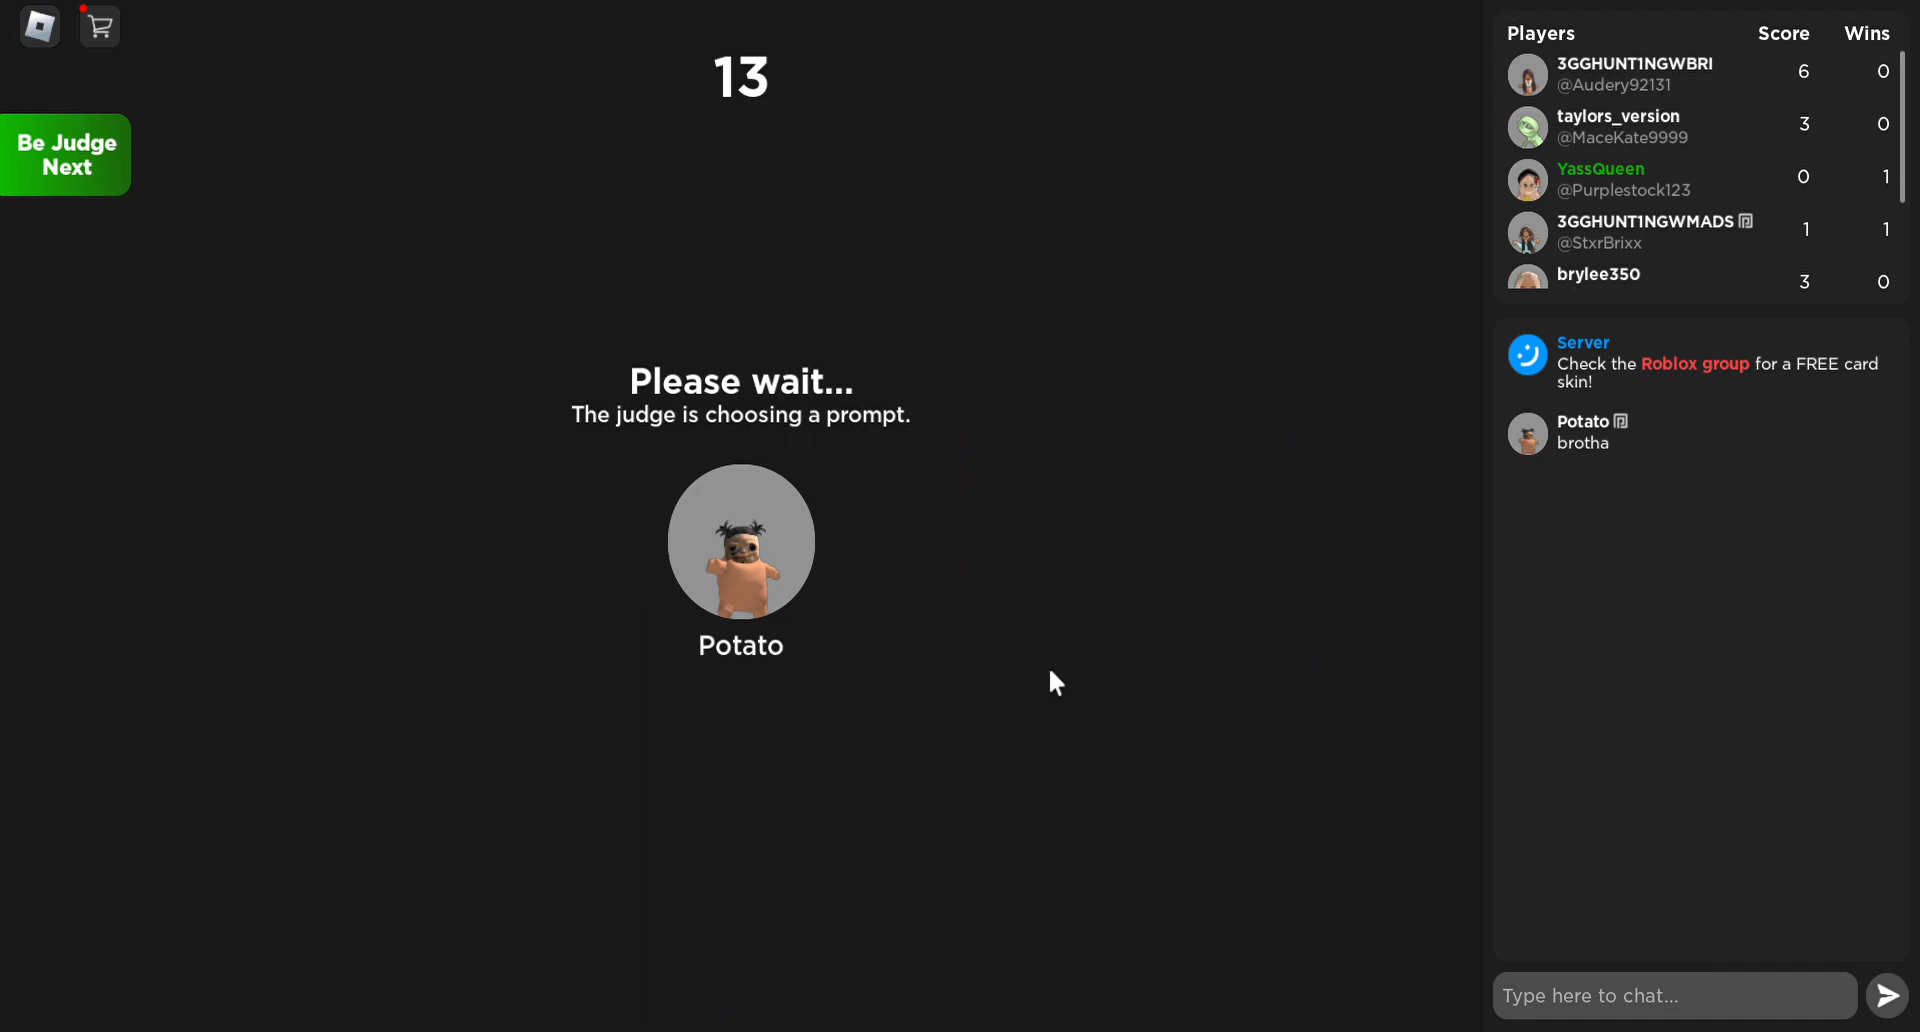 13
Be Judge
Next
Please wait...
The judge is choosing a prompt.
Potato
Players Score Wins
3GGHUNT1NGWBRI 6 0
@Audery92131
taylors_version 3 0
@MaceKate9999
YassQueen 0 1
@Purplestock123
3GGHUNT1NGWMADS 1 1
@StxrBrixx
brylee350 3 0
Server
Check the Roblox group for a FREE card
skin!
Potato
brotha
Type here to chat...